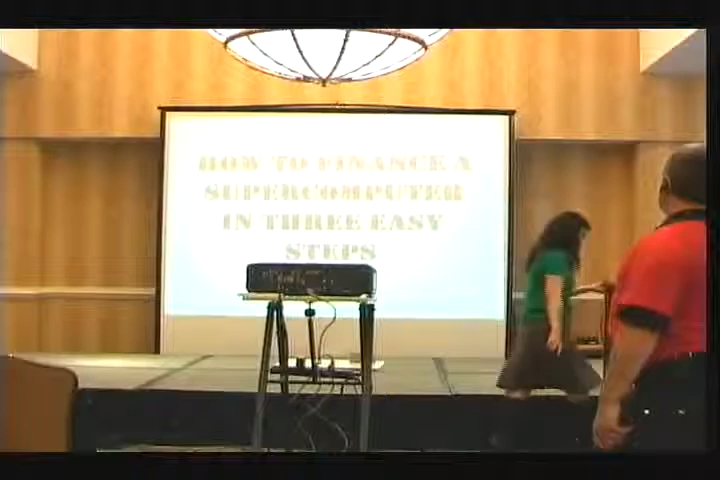 HOW TO FINANCE A
SUPERCOMPUTER
IN THREE EASY
STEPS